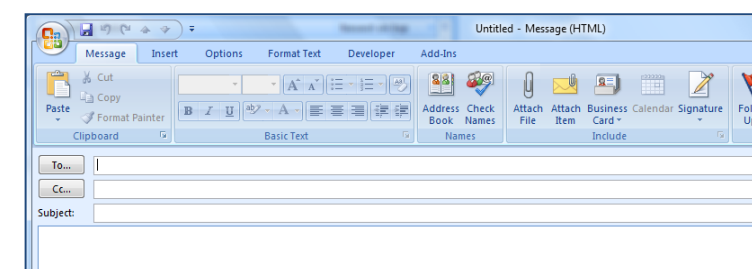 Untitled - Message (HTML)
Message Insert Options Format Text Developer Add-Ins
Paste
Cut
Copy
Format Painter
Clipboard
B I U ab A
Basic Text
Address Book
Check Names
Names
Attach File
Attach Item
Business Card
Calendar
Signature
Include
To...
Cc...
Subject: